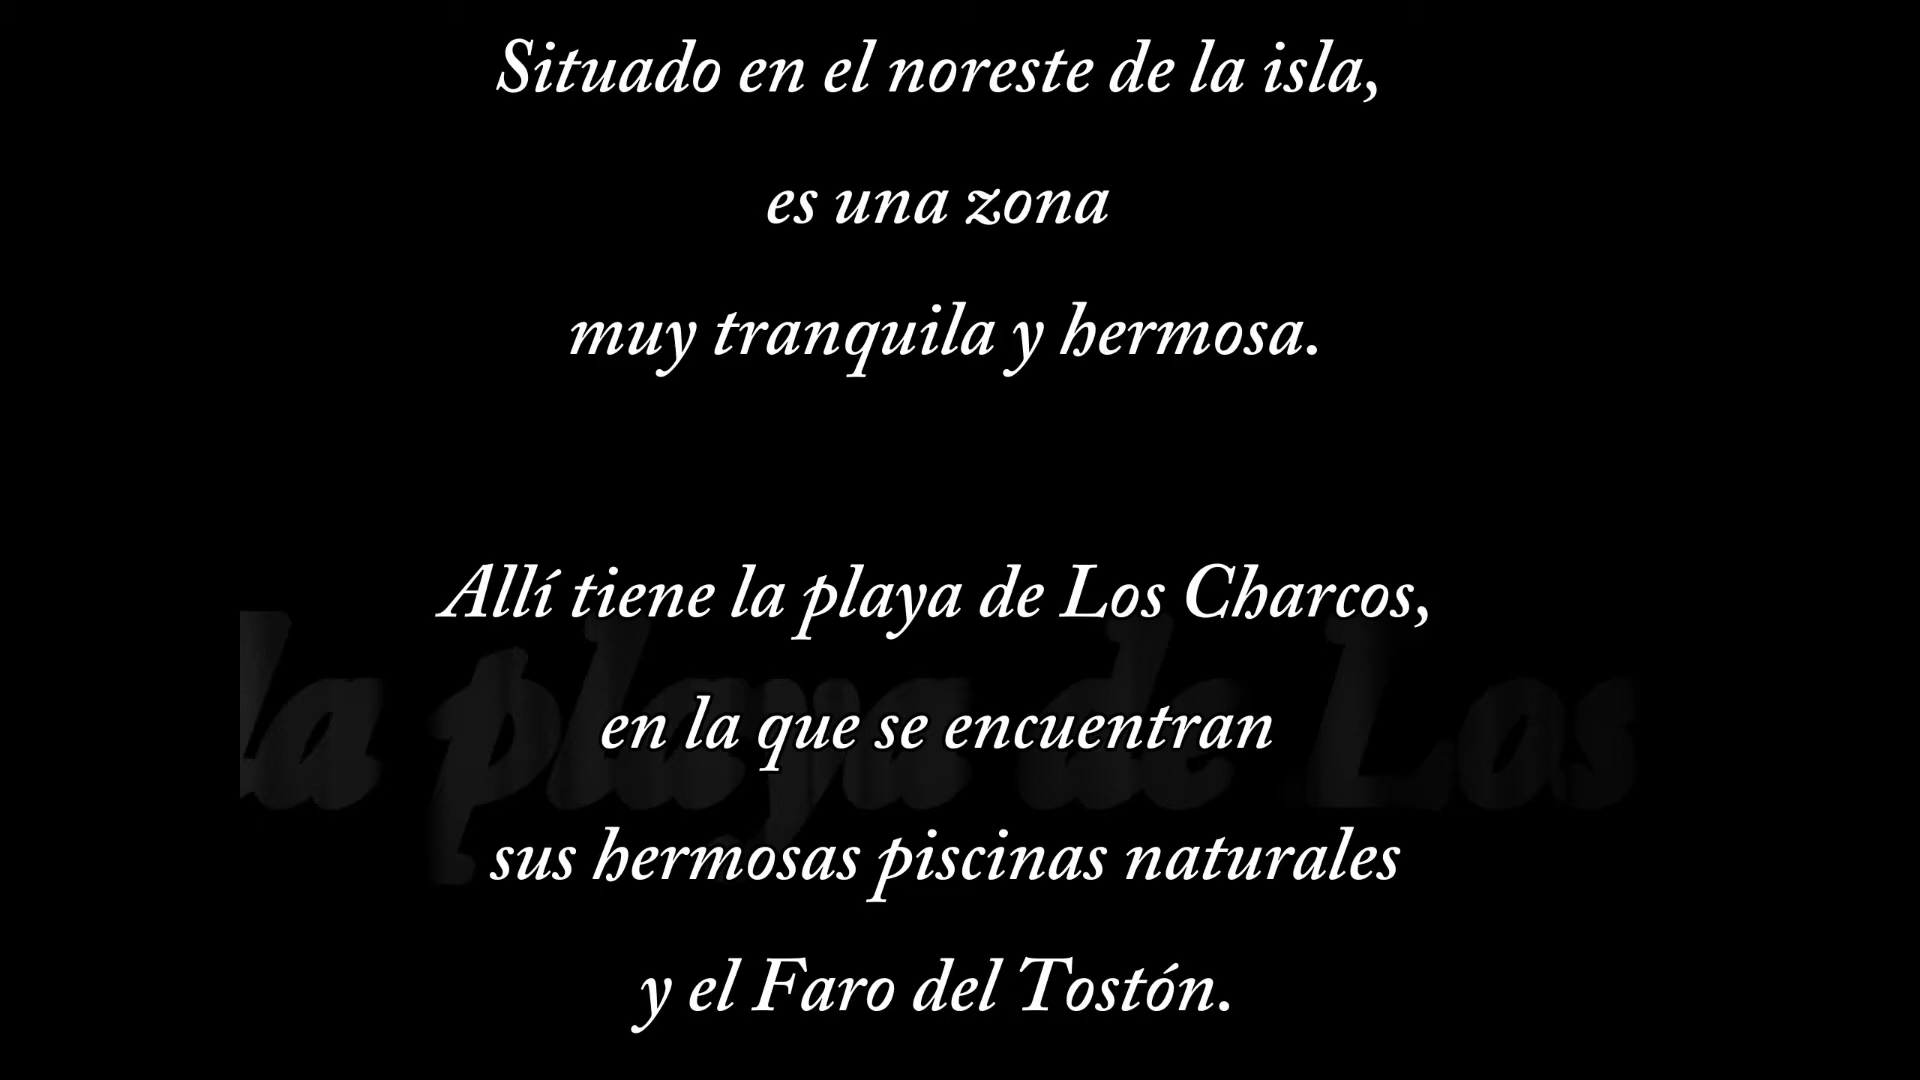 Situado en el noreste de la isla,
es una zona
muy tranquila y hermosa.
Allí tiene la playa de Los Charcos,
en la que se encuentran
sus hermosas piscinas naturales
y el Faro del Tostón.
la playa de Los